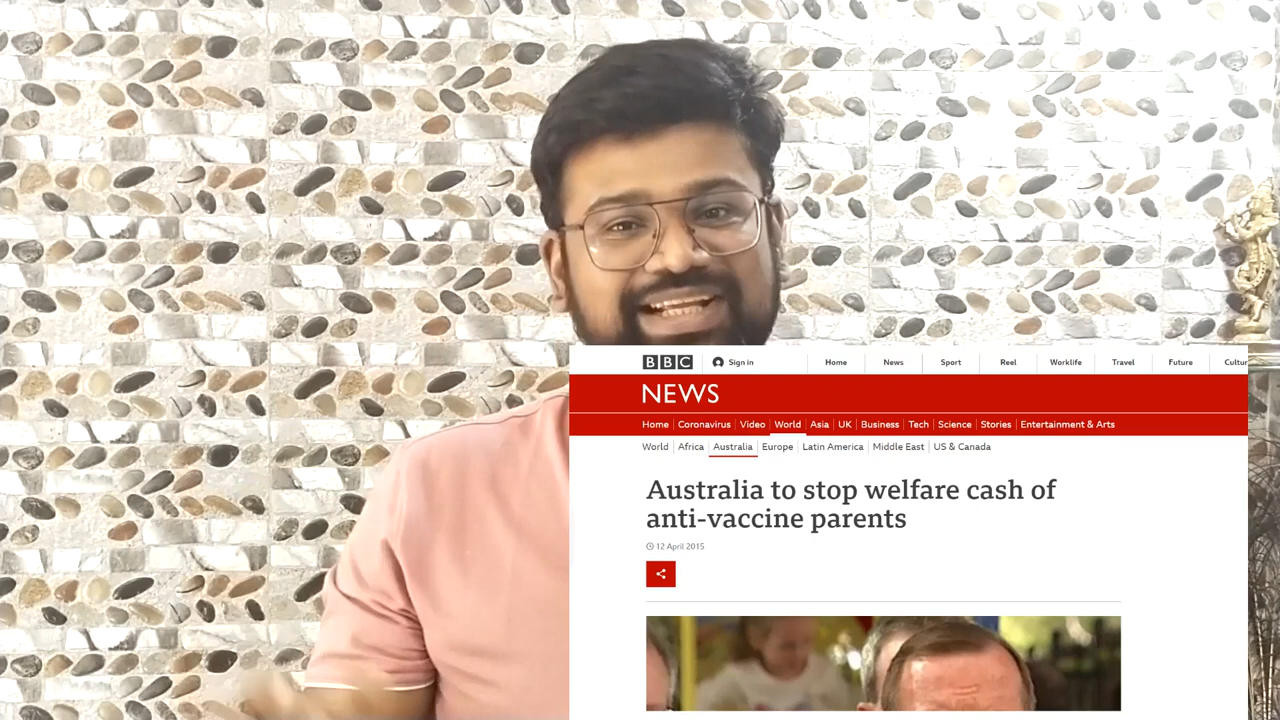 BBC Sign in Home News Sport Reel Worklife Travel Future Cultur
NEWS
Home Coronavirus Video World Asia UK Business Tech Science Stories Entertainment & Arts
World Africa Australia Europe Latin America Middle East US & Canada
Australia to stop welfare cash of
anti-vaccine parents
12 April 2015